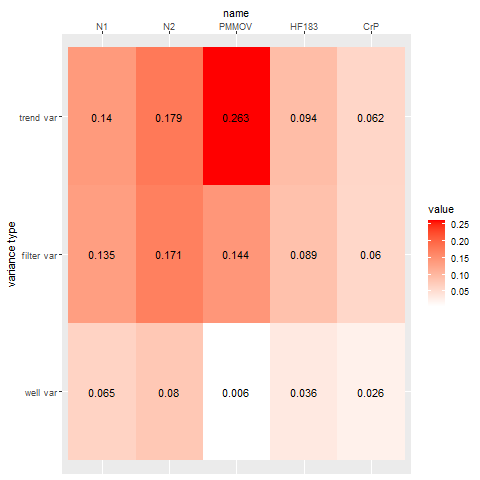 name
N1 N2 PMMOV HF183 CrP
trend var 0.14 0.179 0.263 0.094 0.062
filter var 0.135 0.171 0.144 0.089 0.06
well var 0.065 0.08 0.006 0.036 0.026
variance type
value
0.25
0.20
0.15
0.10
0.05